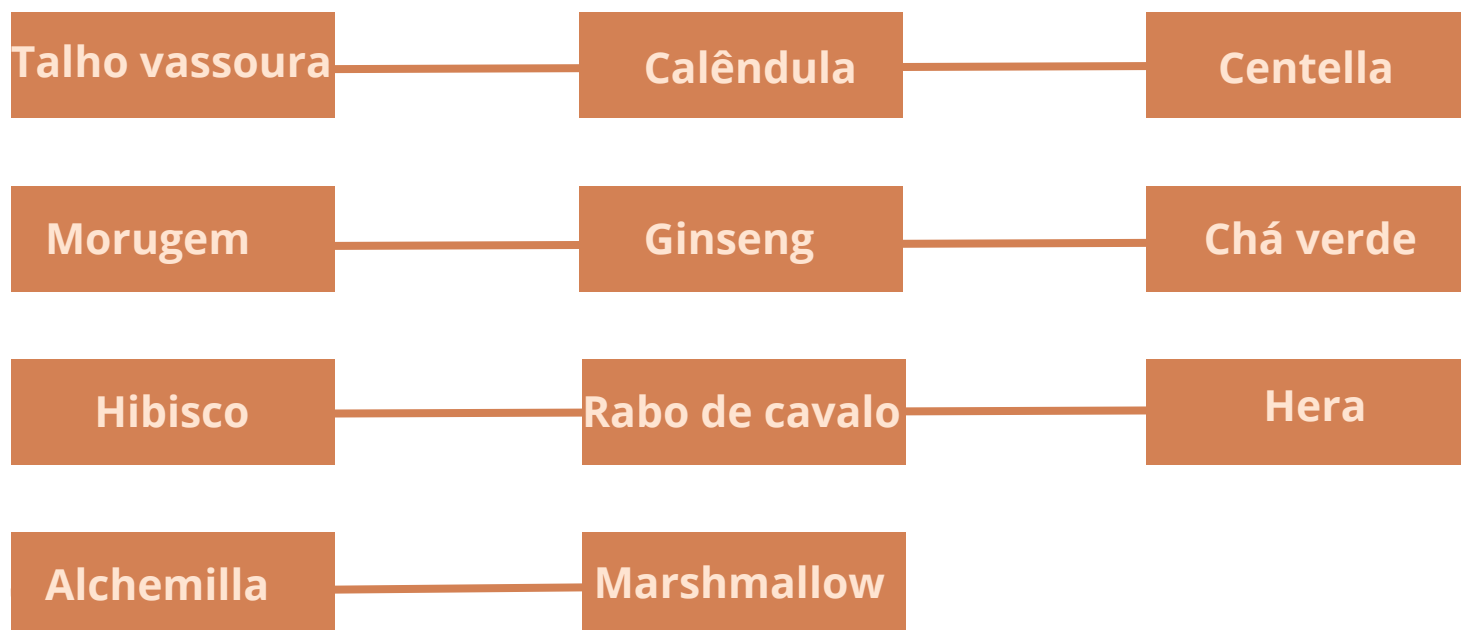 Talho vassoura
Calêndula
Centella
Morugem
Ginseng
Chá verde
Hibisco
Rabo de cavalo
Hera
Alchemilla
Marshmallow